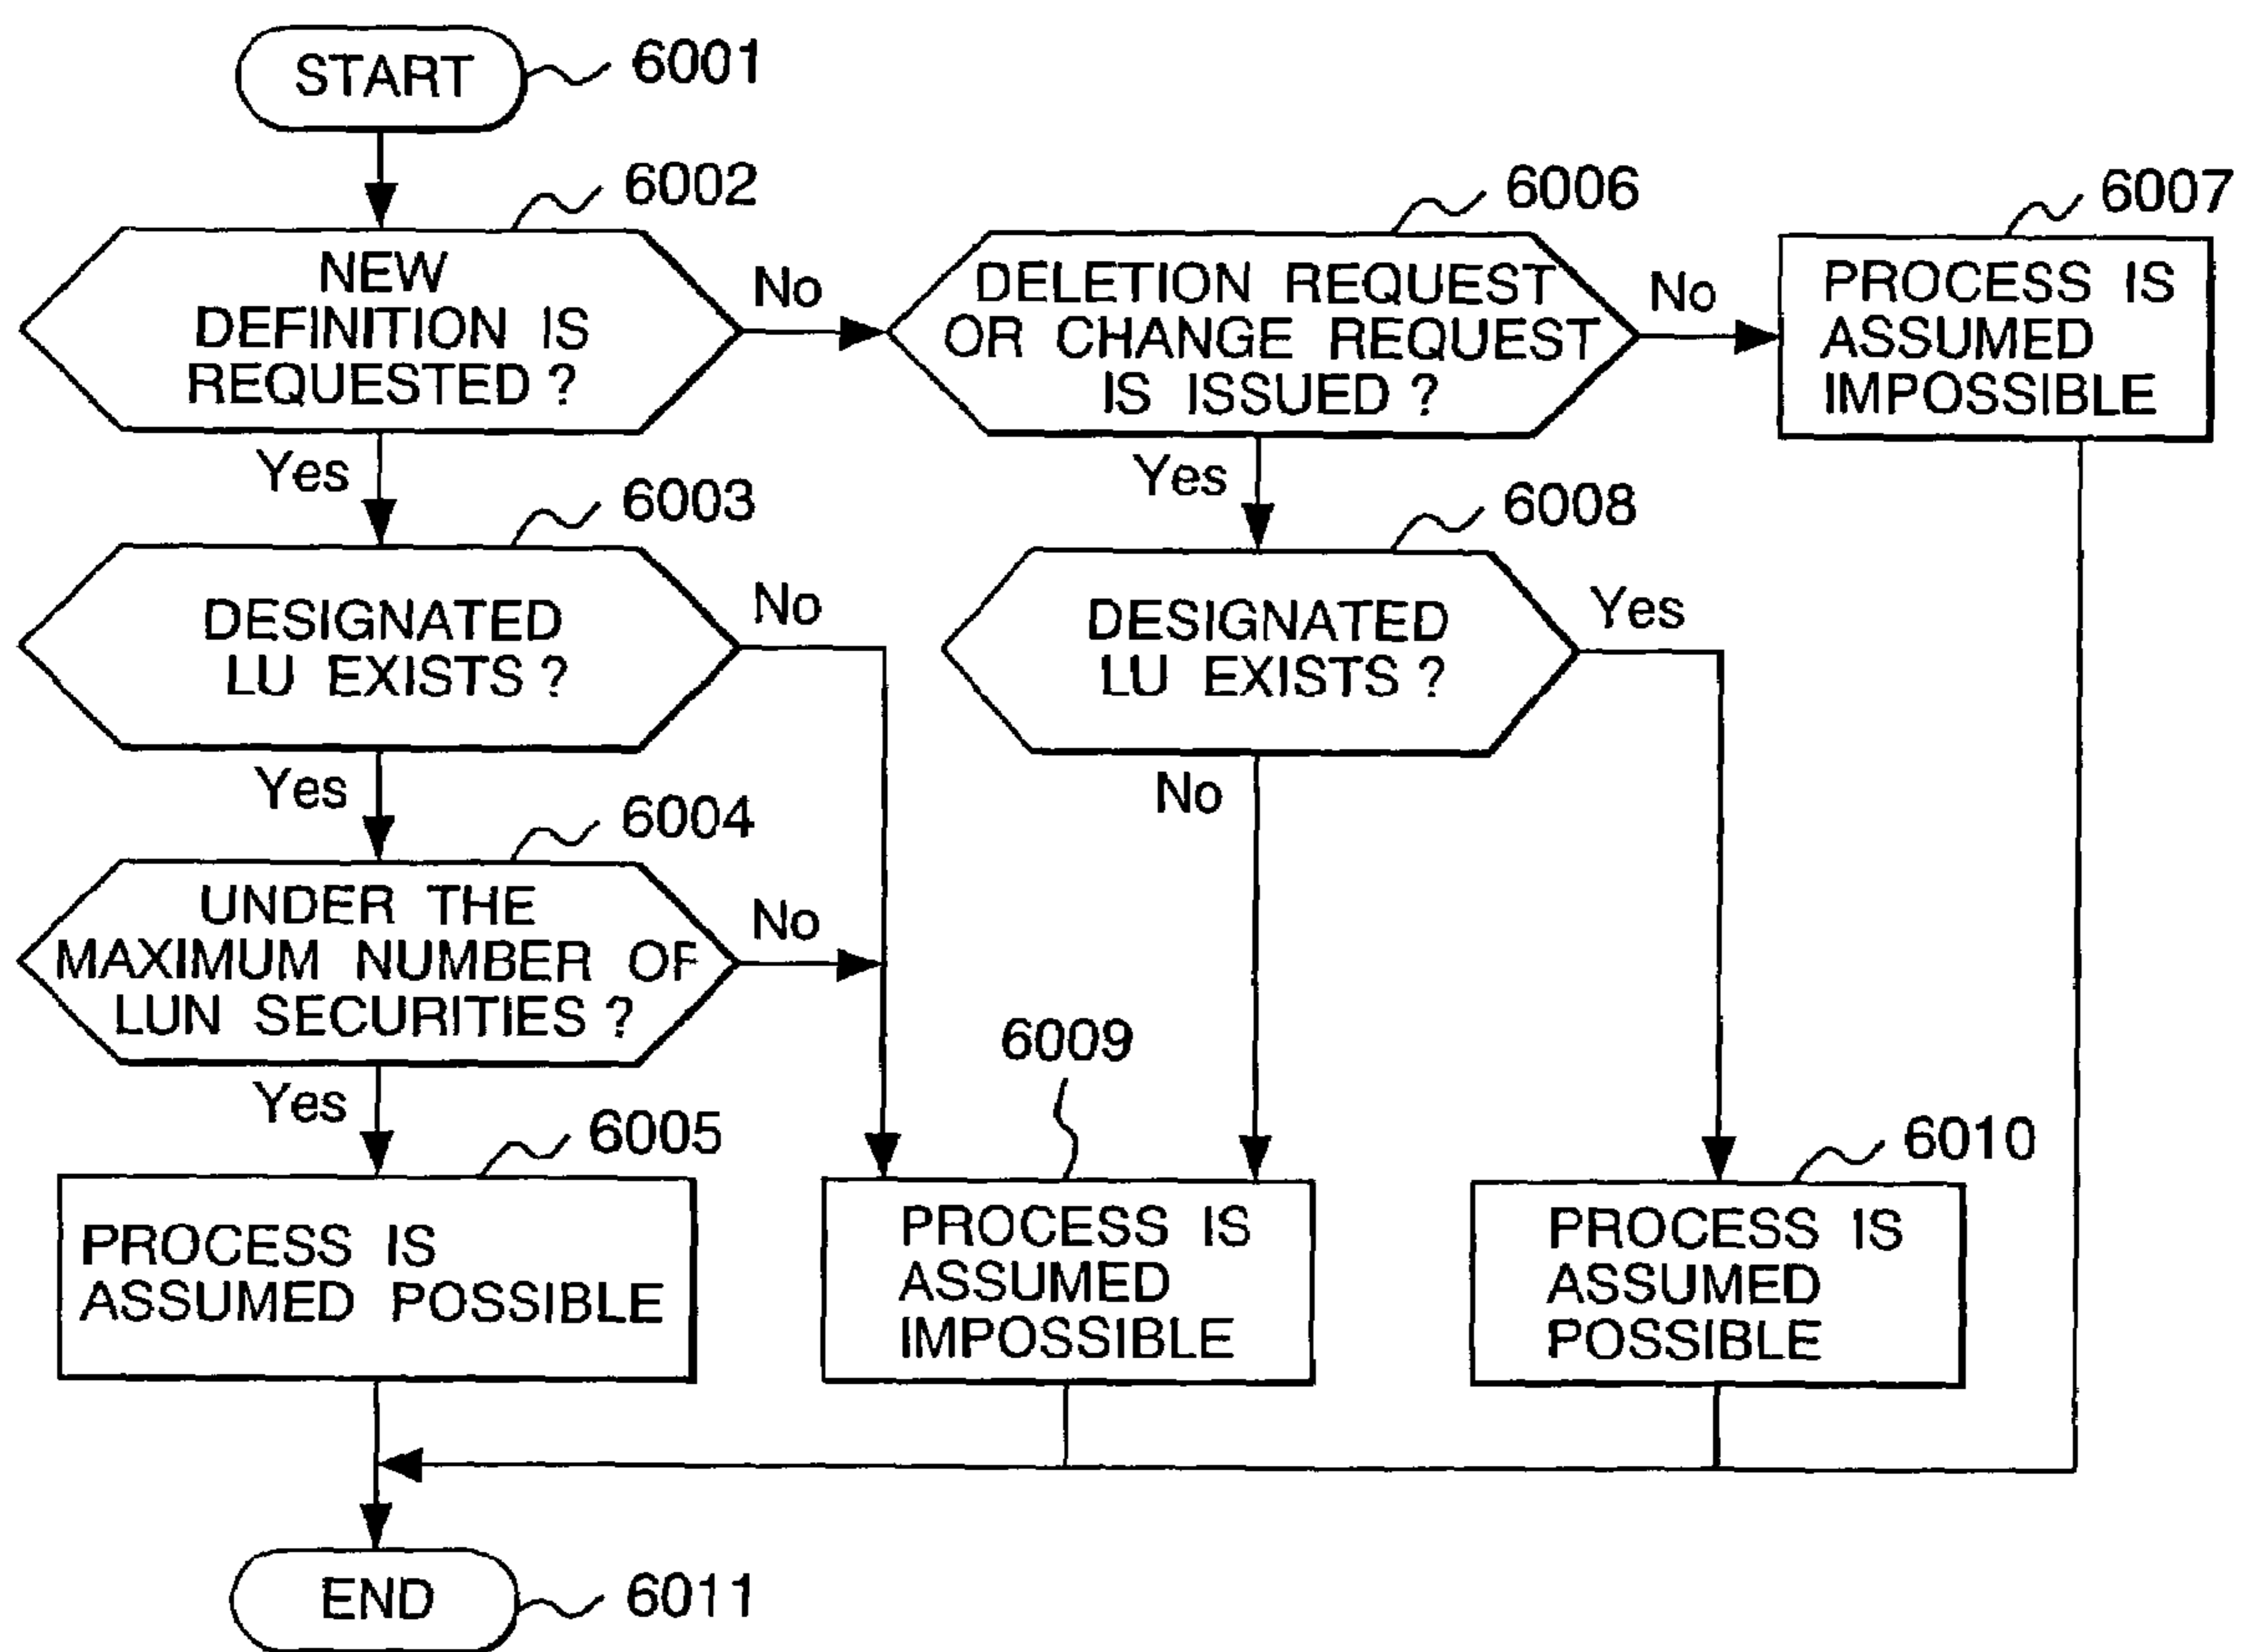 START
6001
6002
NEW
DEFINITION IS
REQUESTED ?
No
6006
DELETION REQUEST
OR CHANGE REQUEST
IS ISSUED ?
No
6007
PROCESS IS
ASSUMED
IMPOSSIBLE
Yes
6003
DESIGNATED
LU EXISTS ?
No
Yes
6008
DESIGNATED
LU EXISTS ?
Yes
No
Yes
6004
UNDER THE
MAXIMUM NUMBER OF
LUN SECURITIES ?
No
Yes
6005
PROCESS IS
ASSUMED POSSIBLE
6009
PROCESS IS
ASSUMED
IMPOSSIBLE
6010
PROCESS IS
ASSUMED
POSSIBLE
END
6011